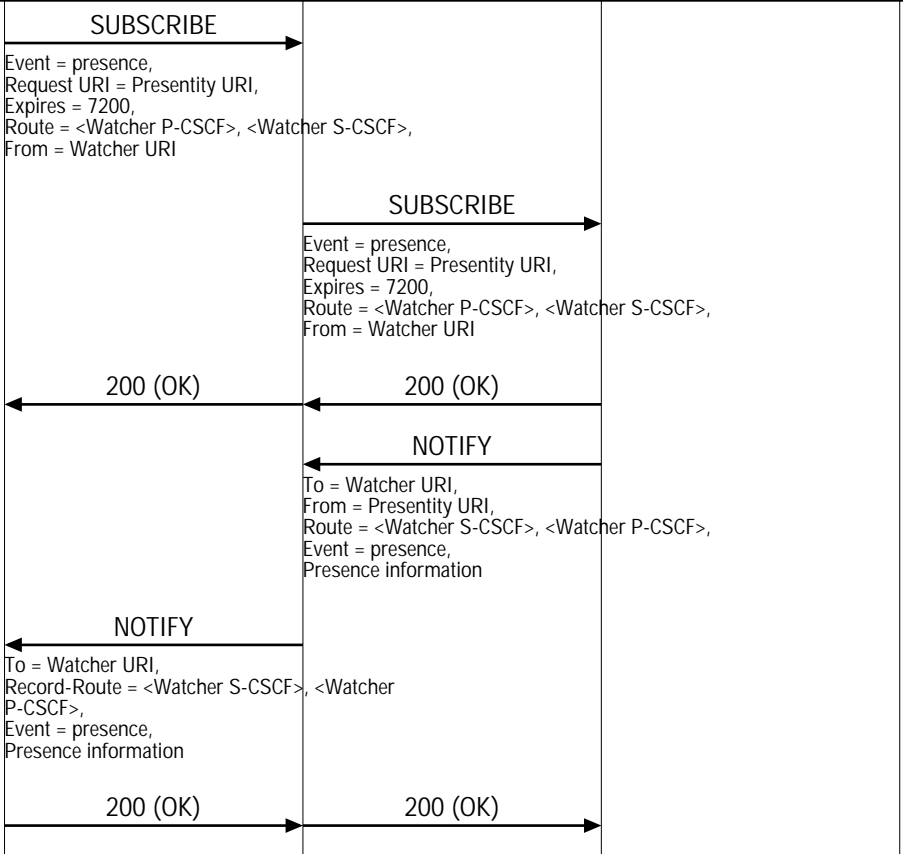 SUBSCRIBE
Event = presence,
Request URI = Presentity URI,
Expires = 7200,
Route = <Watcher P-CSCF>, <Watcher S-CSCF>,
From = Watcher URI
SUBSCRIBE
Event = presence,
Request URI = Presentity URI,
Expires = 7200,
Route = <Watcher P-CSCF>, <Watcher S-CSCF>,
From = Watcher URI
200 (OK)
200 (OK)
NOTIFY
To = Watcher URI,
From = Presentity URI,
Route = <Watcher S-CSCF>, <Watcher P-CSCF>,
Event = presence,
Presence information
NOTIFY
To = Watcher URI,
Record-Route = <Watcher S-CSCF>, <Watcher
P-CSCF>,
Event = presence,
Presence information
200 (OK)
200 (OK)